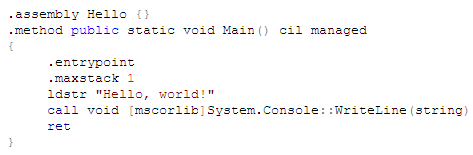 .assembly Hello {}
.method public static void Main() cil managed
{
.entrypoint
.maxstack 1
ldstr "Hello, world!"
call void [mscorlib]System.Console::WriteLine(string)
ret
}